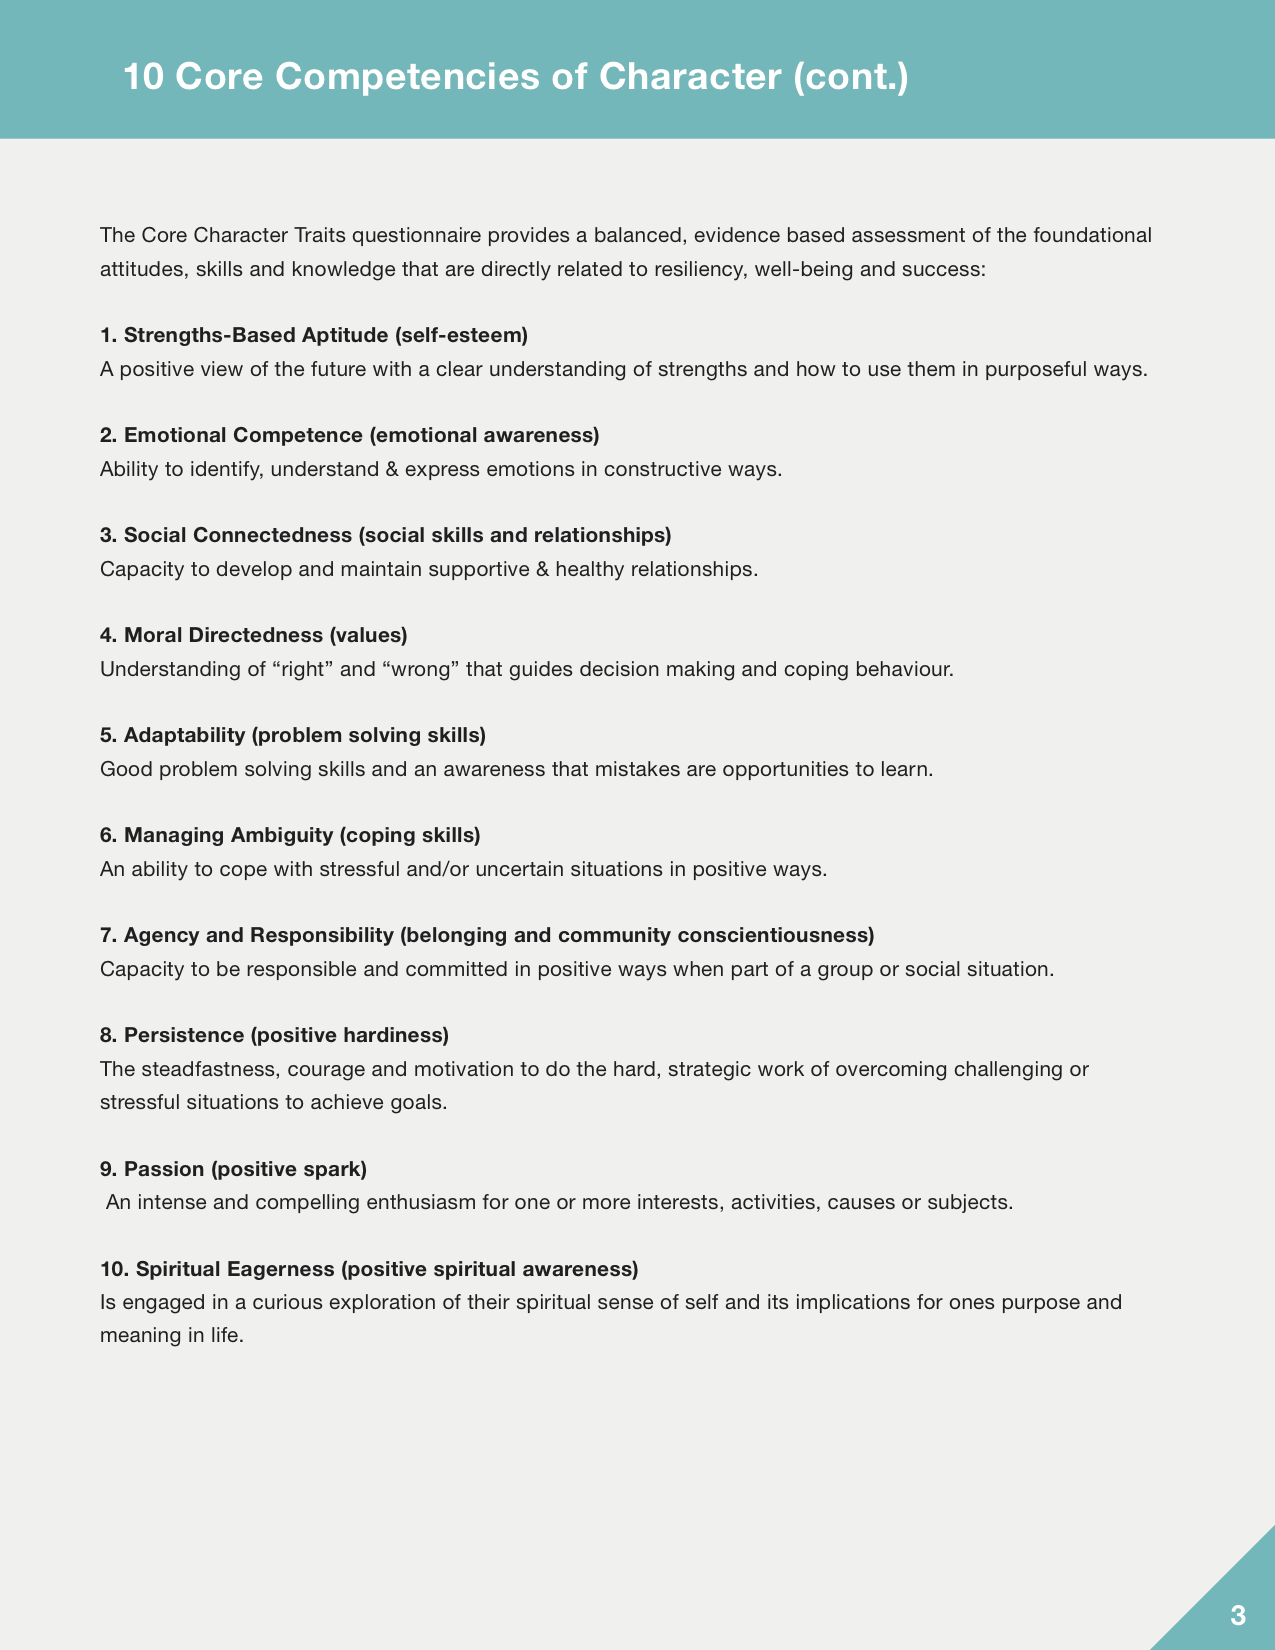 10 Core Competencies of Character (cont.)
The Core Character Traits questionnaire provides a balanced, evidence based assessment of the foundational
attitudes, skills and knowledge that are directly related to resiliency, well-being and success:
1. Strengths-Based Aptitude (self-esteem)
A positive view of the future with a clear understanding of strengths and how to use them in purposeful ways.
2. Emotional Competence (emotional awareness)
Ability to identify, understand & express emotions in constructive ways.
3. Social Connectedness (social skills and relationships)
Capacity to develop and maintain supportive & healthy relationships.
4. Moral Directedness (values)
Understanding of “right” and “wrong” that guides decision making and coping behaviour.
5. Adaptability (problem solving skills)
Good problem solving skills and an awareness that mistakes are opportunities to learn.
6. Managing Ambiguity (coping skills)
An ability to cope with stressful and/or uncertain situations in positive ways.
7. Agency and Responsibility (belonging and community conscientiousness)
Capacity to be responsible and committed in positive ways when part of a group or social situation.
8. Persistence (positive hardiness)
The steadfastness, courage and motivation to do the hard, strategic work of overcoming challenging or
stressful situations to achieve goals.
9. Passion (positive spark)
An intense and compelling enthusiasm for one or more interests, activities, causes or subjects.
10. Spiritual Eagerness (positive spiritual awareness)
Is engaged in a curious exploration of their spiritual sense of self and its implications for ones purpose and
meaning in life.
3